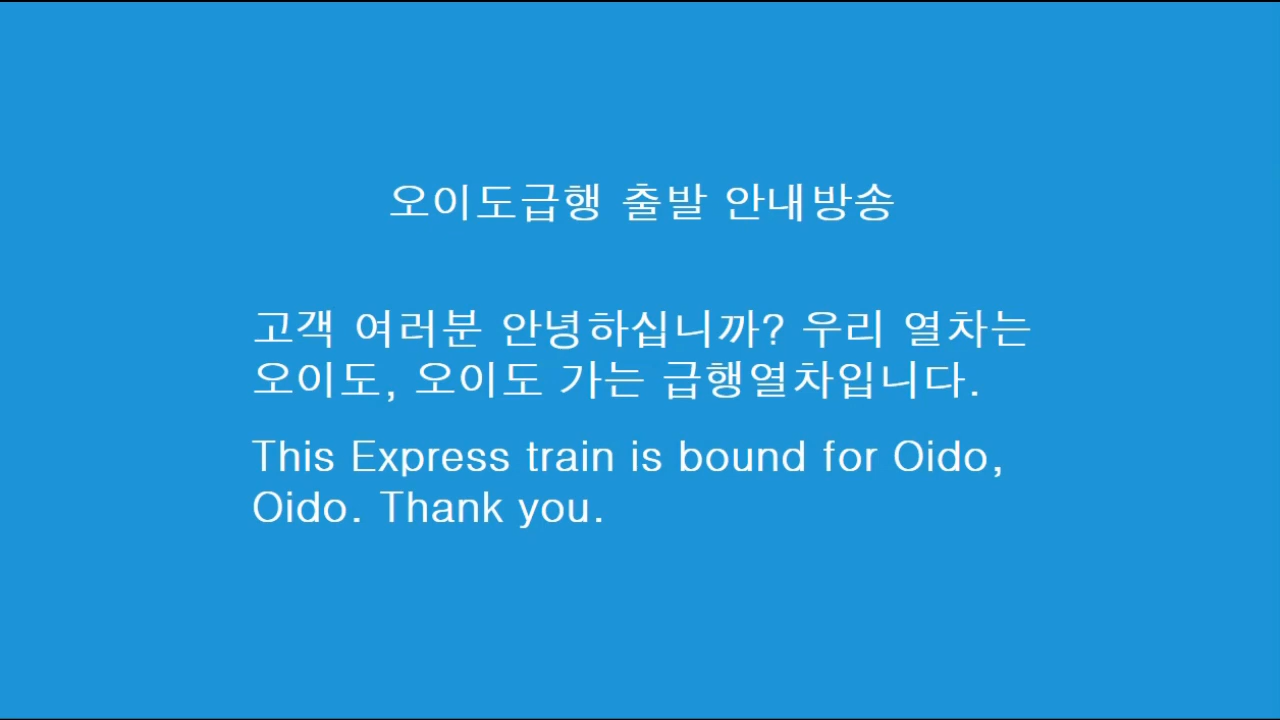 오이도급행 출발 안내방송
고객 여러분 안녕하십니까? 우리 열차는
오이도, 오이도 가는 급행열차입니다.
This Express train is bound for Oido,
Oido. Thank you.